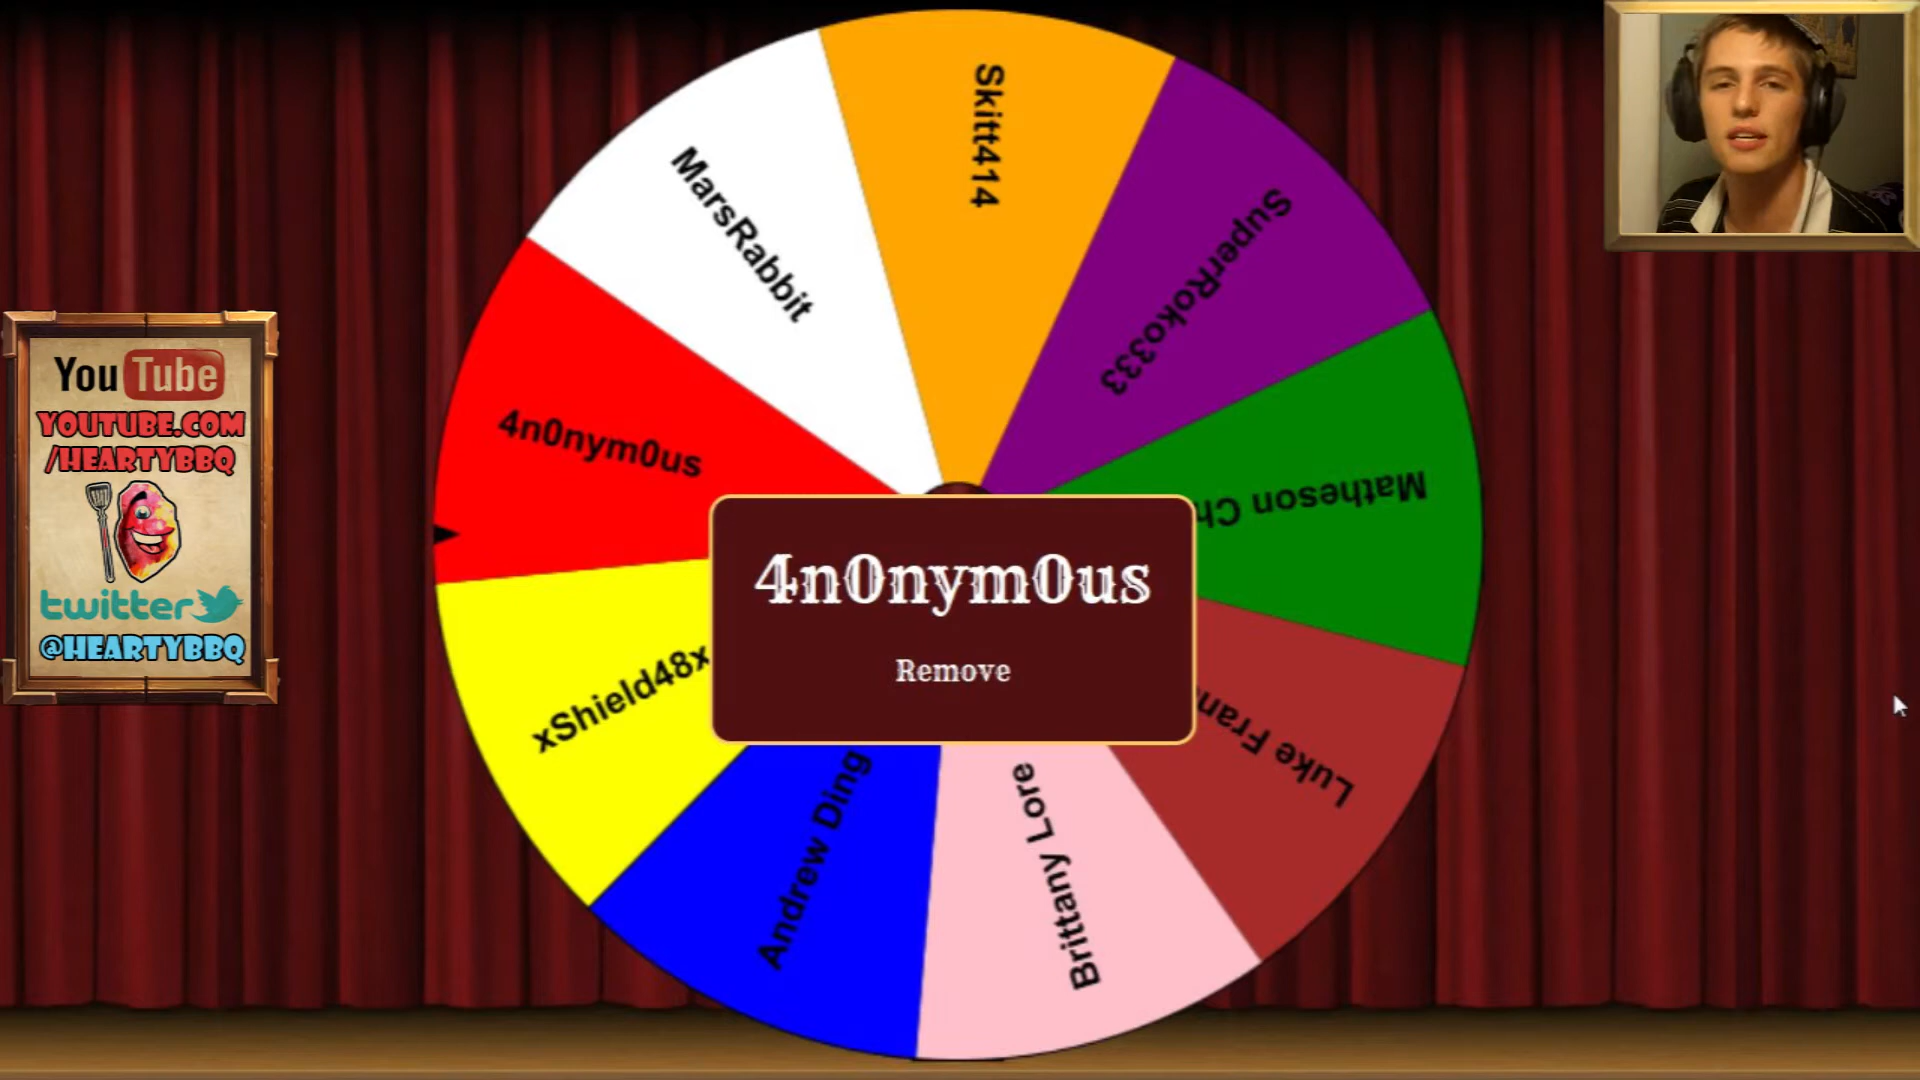 Skitt414
MarsRabbit
SuperRoko333
You Tube
YOUTUBE.COM
/HEARTYBBQ
4n0nym0us
Matheson Ch
4n0nym0us
twitter
@HEARTYBBQ
xShield48x
Remove
Luke Fran
Andrew Ding
Brittany Lore